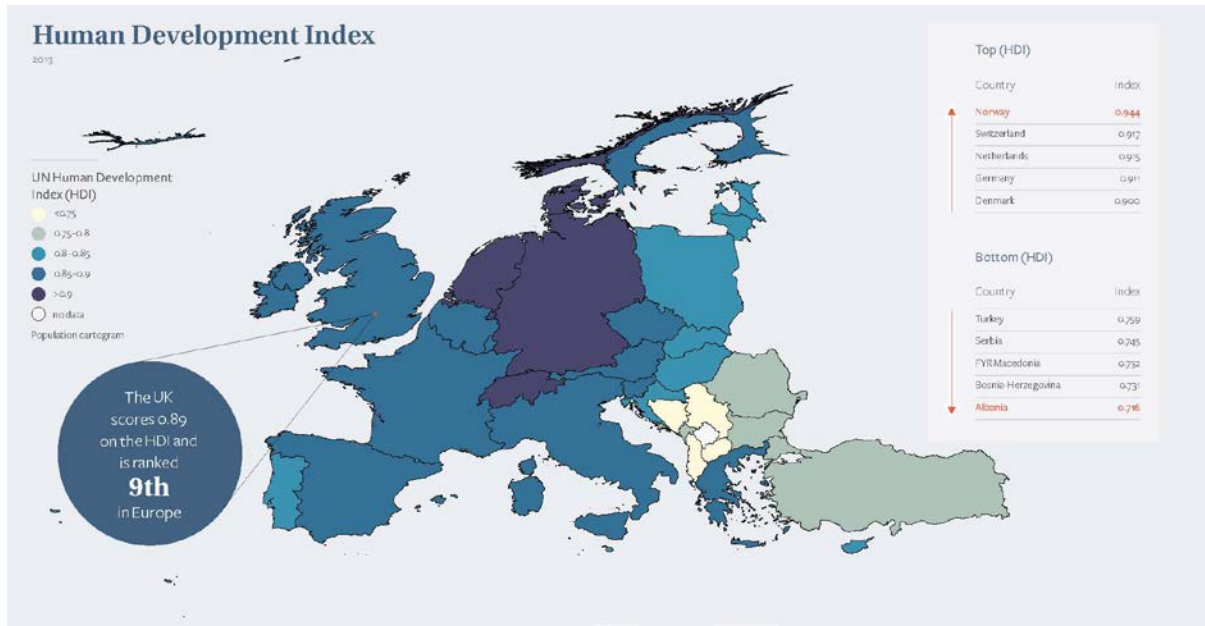 Human Development Index
2013
UN Human Development
Index (HDI)
<0.75
0.75-0.8
0.8-0.85
0.85-0.9
>0.9
no data
Population cartogram
The UK
scores 0.89
on the HDI and
is ranked
9th
in Europe
Top (HDI)
Country Index
Norway 0.944
Switzerland 0.917
Netherlands 0.915
Germany 0.911
Denmark 0.900
Bottom (HDI)
Country Index
Turkey 0.759
Serbia 0.745
FYR Macedonia 0.732
Bosnia-Herzegovina 0.731
Albania 0.716